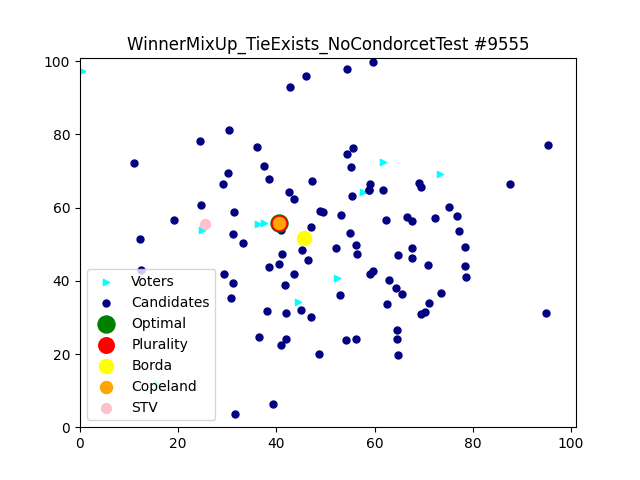 WinnerMixUp_TieExists_NoCondorcetTest #9555
100
80
60
40
20
0
Voters
Candidates
Optimal
Plurality
Borda
Copeland
STV
0 20 40 60 80 100